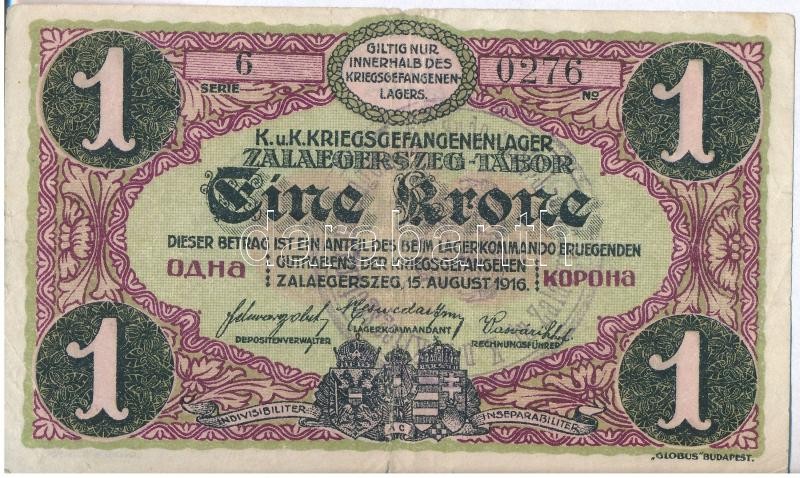 1
6
SERIE
GILTIG NUR
INNERHALB DES
KRIEGSGEFANGENEN-
LAGERS.
0276
No
1
K.u.K. KRIEGSGEFANGENENLAGER
ZALAEGERSZEG-TÁBOR
Eine Krone
darabanth
DIESER BETRAG IST EIN ANTEIL DES BEIM LAGERKOMMANDO ERLIEGENDEN
ОДНА GUTHABENS DER KRIEGSGEFANGENEN КОРОНА
ZALAEGERSZEG, 15. AUGUST 1916.
DEPOSITENVERWALTER
LAGERKOMMANDANT
RECHNUNGSFÜHRER
1
INDIVISIBILITER
AC
INSEPARABILITER
1
"GLOBUS" BUDAPEST.